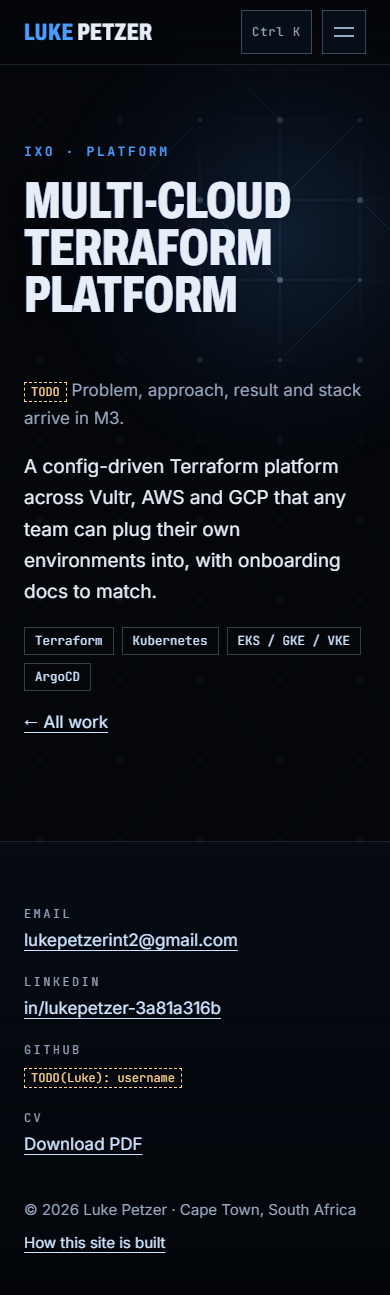 LUKE PETZER
Ctrl K
IXO · PLATFORM
MULTI-CLOUD
TERRAFORM
PLATFORM
TODO Problem, approach, result and stack
arrive in M3.
A config-driven Terraform platform
across Vultr, AWS and GCP that any
team can plug their own
environments into, with onboarding
docs to match.
Terraform Kubernetes EKS / GKE / VKE
ArgoCD
← All work
EMAIL
lukepetzerint2@gmail.com
LINKEDIN
in/lukepetzer-3a81a316b
GITHUB
TODO(Luke): username
CV
Download PDF
© 2026 Luke Petzer · Cape Town, South Africa
How this site is built